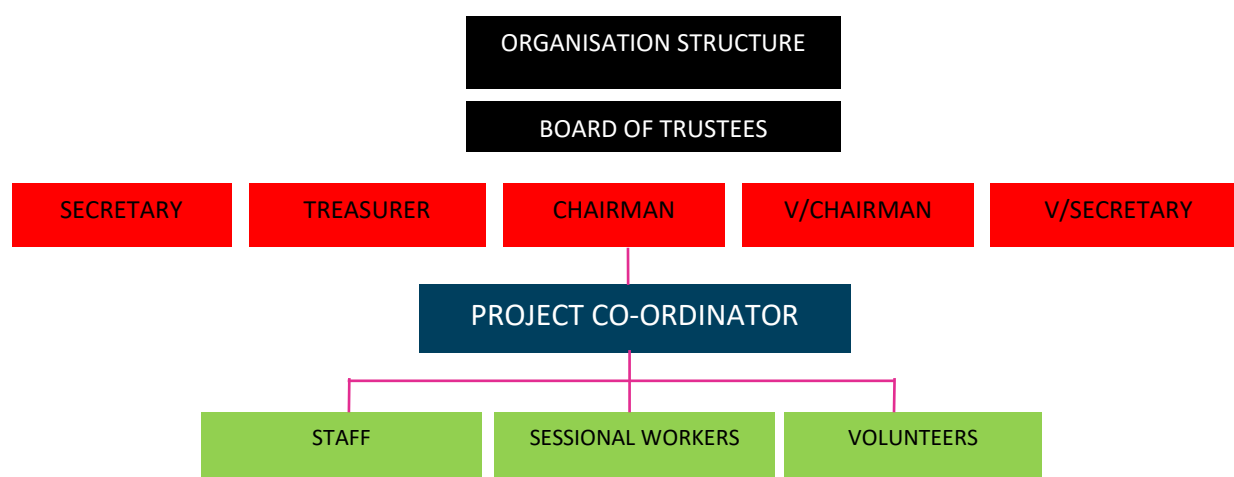 ORGANISATION STRUCTURE
BOARD OF TRUSTEES
SECRETARY
TREASURER
CHAIRMAN
V/CHAIRMAN
V/SECRETARY
PROJECT CO-ORDINATOR
STAFF
SESSIONAL WORKERS
VOLUNTEERS